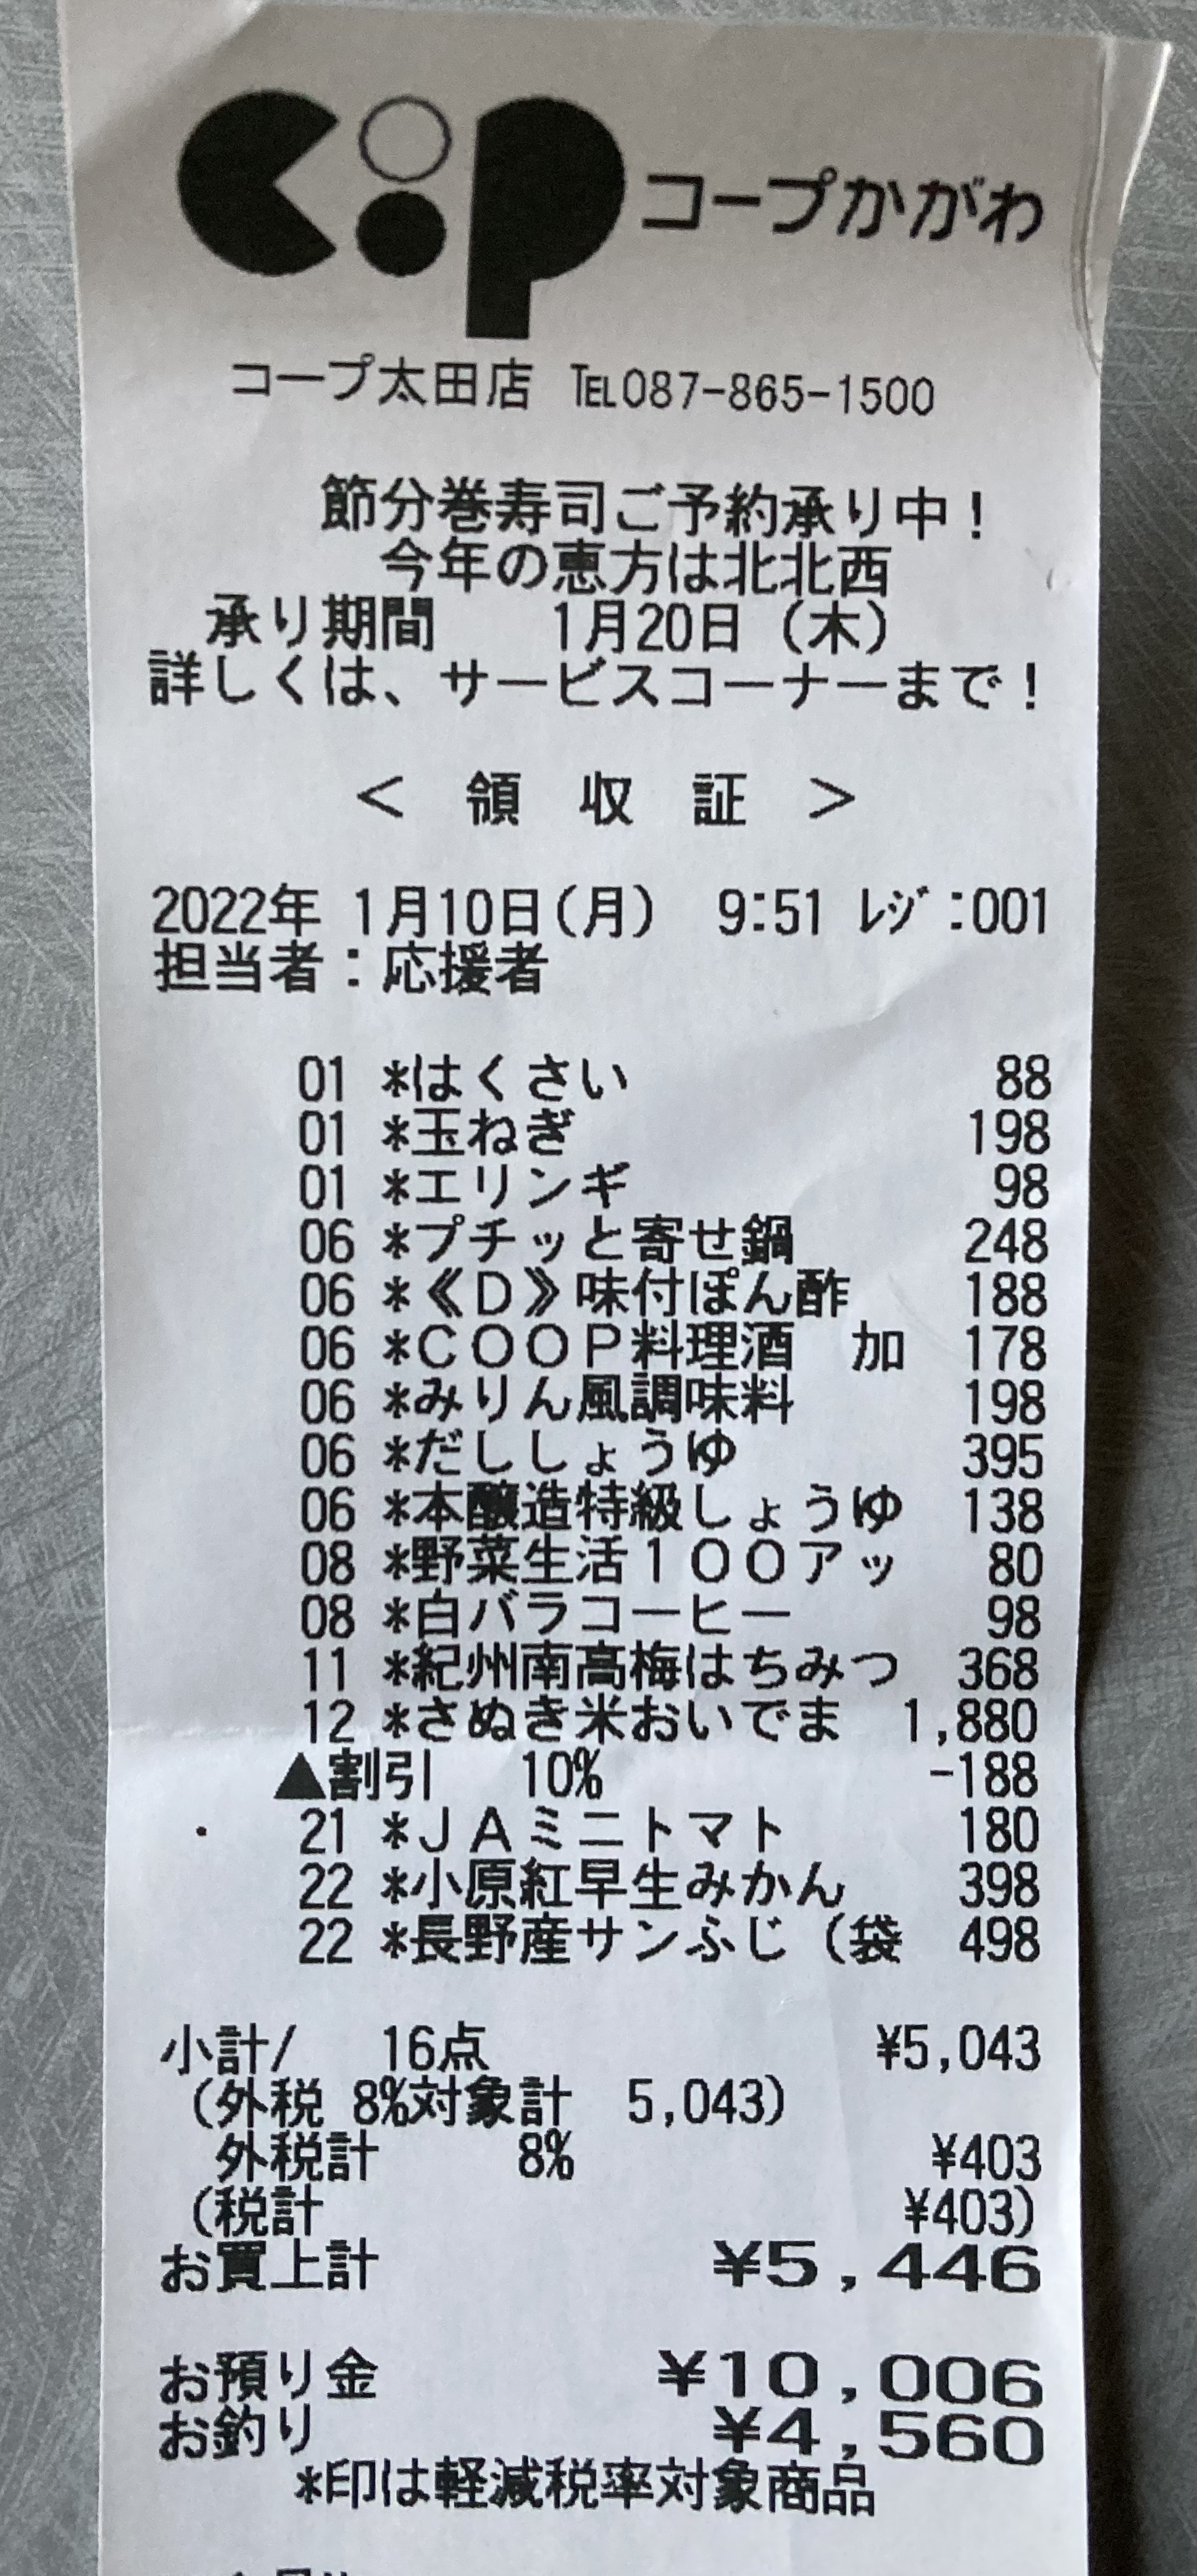 coop コープかがわ
コープ太田店 ℡087-865-1500
節分巻寿司ご予約承り中!
今年の恵方は北北西
承り期間 1月20日(木)
詳しくは、サービスコーナーまで!
< 領 収 証 >
2022年 1月10日(月) 9:51 ﾚｼﾞ:001
担当者:応援者
01 *はくさい 88
01 *玉ねぎ 198
01 *エリンギ 98
06 *プチッと寄せ鍋 248
06 *《D》味付ぽん酢 188
06 *COOP料理酒 加 178
06 *みりん風調味料 198
06 *だししょうゆ 395
06 *本醸造特級しょうゆ 138
08 *野菜生活100アッ 80
08 *白バラコーヒー 98
11 *紀州南高梅はちみつ 368
12 *さぬき米おいでま 1,880
▲割引 10% -188
21 *JAミニトマト 180
22 *小原紅早生みかん 398
22 *長野産サンふじ(袋 498
小計/ 16点 ¥5,043
(外税 8%対象計 5,043)
外税計 8% ¥403
(税計 ¥403)
お買上計 ¥5,446
お預り金 ¥10,006
お釣り ¥4,560
*印は軽減税率対象商品